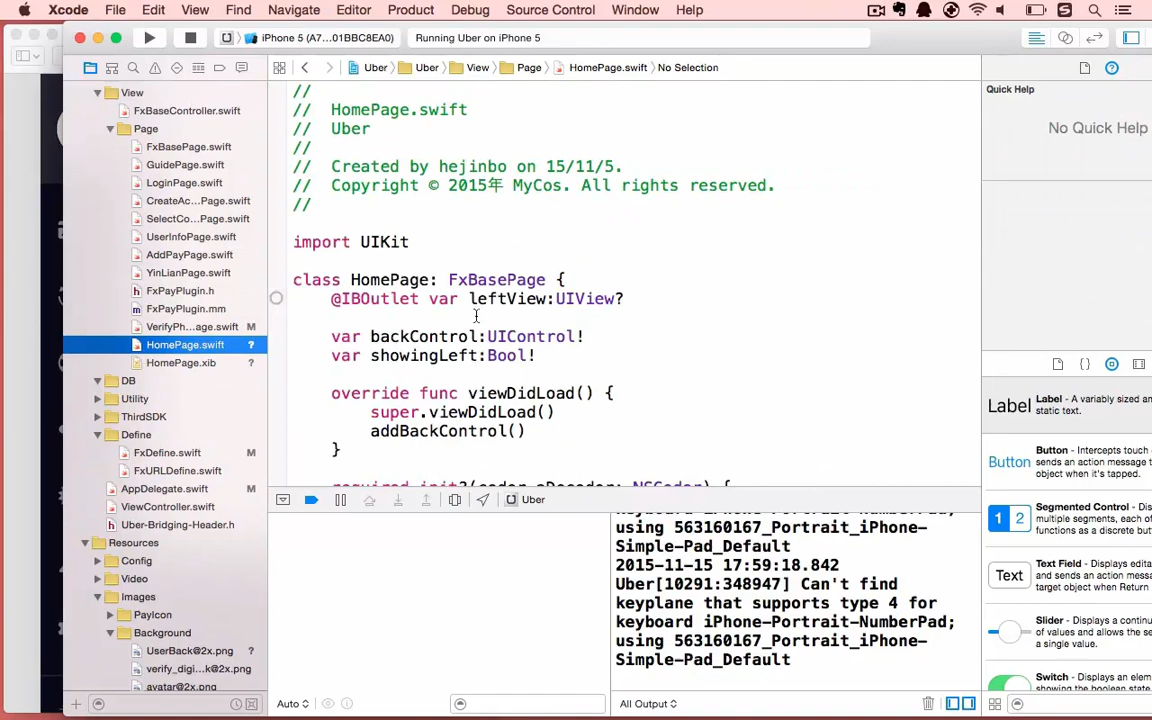 Xcode File Edit View Find Navigate Editor Product Debug Source Control Window Help
iPhone 5 (A7...01BBC8EA0)
Running Uber on iPhone 5
Uber Uber View Page HomePage.swift No Selection
View
FxBaseController.swift
Page
FxBasePage.swift
GuidePage.swift
LoginPage.swift
CreateAc...Page.swift
SelectCo...Page.swift
UserInfoPage.swift
AddPayPage.swift
YinLianPage.swift
FxPayPlugin.h
FxPayPlugin.mm
VerifyPh...age.swift M
HomePage.swift ?
HomePage.xib ?
DB
Utility
ThirdSDK
Define
FxDefine.swift M
FxURLDefine.swift
AppDelegate.swift M
ViewController.swift
Uber-Bridging-Header.h
Resources
Config
Video
Images
PayIcon
Background
UserBack@2x.png ?
verify_digi...k@2x.png
avatar@2x.png
//
// HomePage.swift
// Uber
//
// Created by hejinbo on 15/11/5.
// Copyright © 2015年 MyCos. All rights reserved.
//
import UIKit
class HomePage: FxBasePage {
@IBOutlet var leftView:UIView?
var backControl:UIControl!
var showingLeft:Bool!
override func viewDidLoad() {
super.viewDidLoad()
addBackControl()
}
required init?(coder aDecoder: NSCoder) {
Uber
keyboard iPhone-Portrait-NumberPad;
using 563160167_Portrait_iPhone-
Simple-Pad_Default
2015-11-15 17:59:18.842
Uber[10291:348947] Can't find
keyplane that supports type 4 for
keyboard iPhone-Portrait-NumberPad;
using 563160167_Portrait_iPhone-
Simple-Pad_Default
Auto
All Output
Quick Help
No Quick Help
Label
Label - A variably sized
static text.
Button
Button - Intercepts touch
sends an action message
object when it's tapped.
1 2
Segmented Control - Dis
multiple segments, each of
functions as a discrete
Text
Text Field - Displays
text and sends an action
target object when Return
Slider - Displays a
of values and allows the
a single value.
Switch - Displays an
showing the boolean